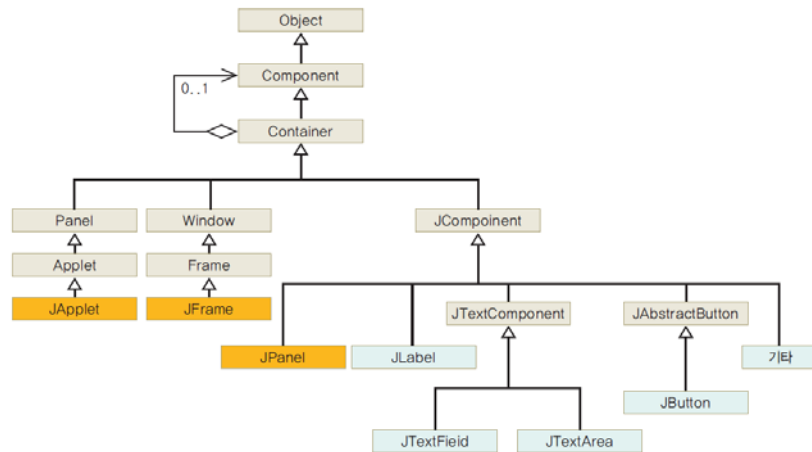 Object
Component
0..1
Container
Panel
Window
JCompoinent
Applet
Frame
JApplet
JFrame
JTextComponent
JAbstractButton
JPanel
JLabel
기타
JButton
JTextFieid
JTextArea